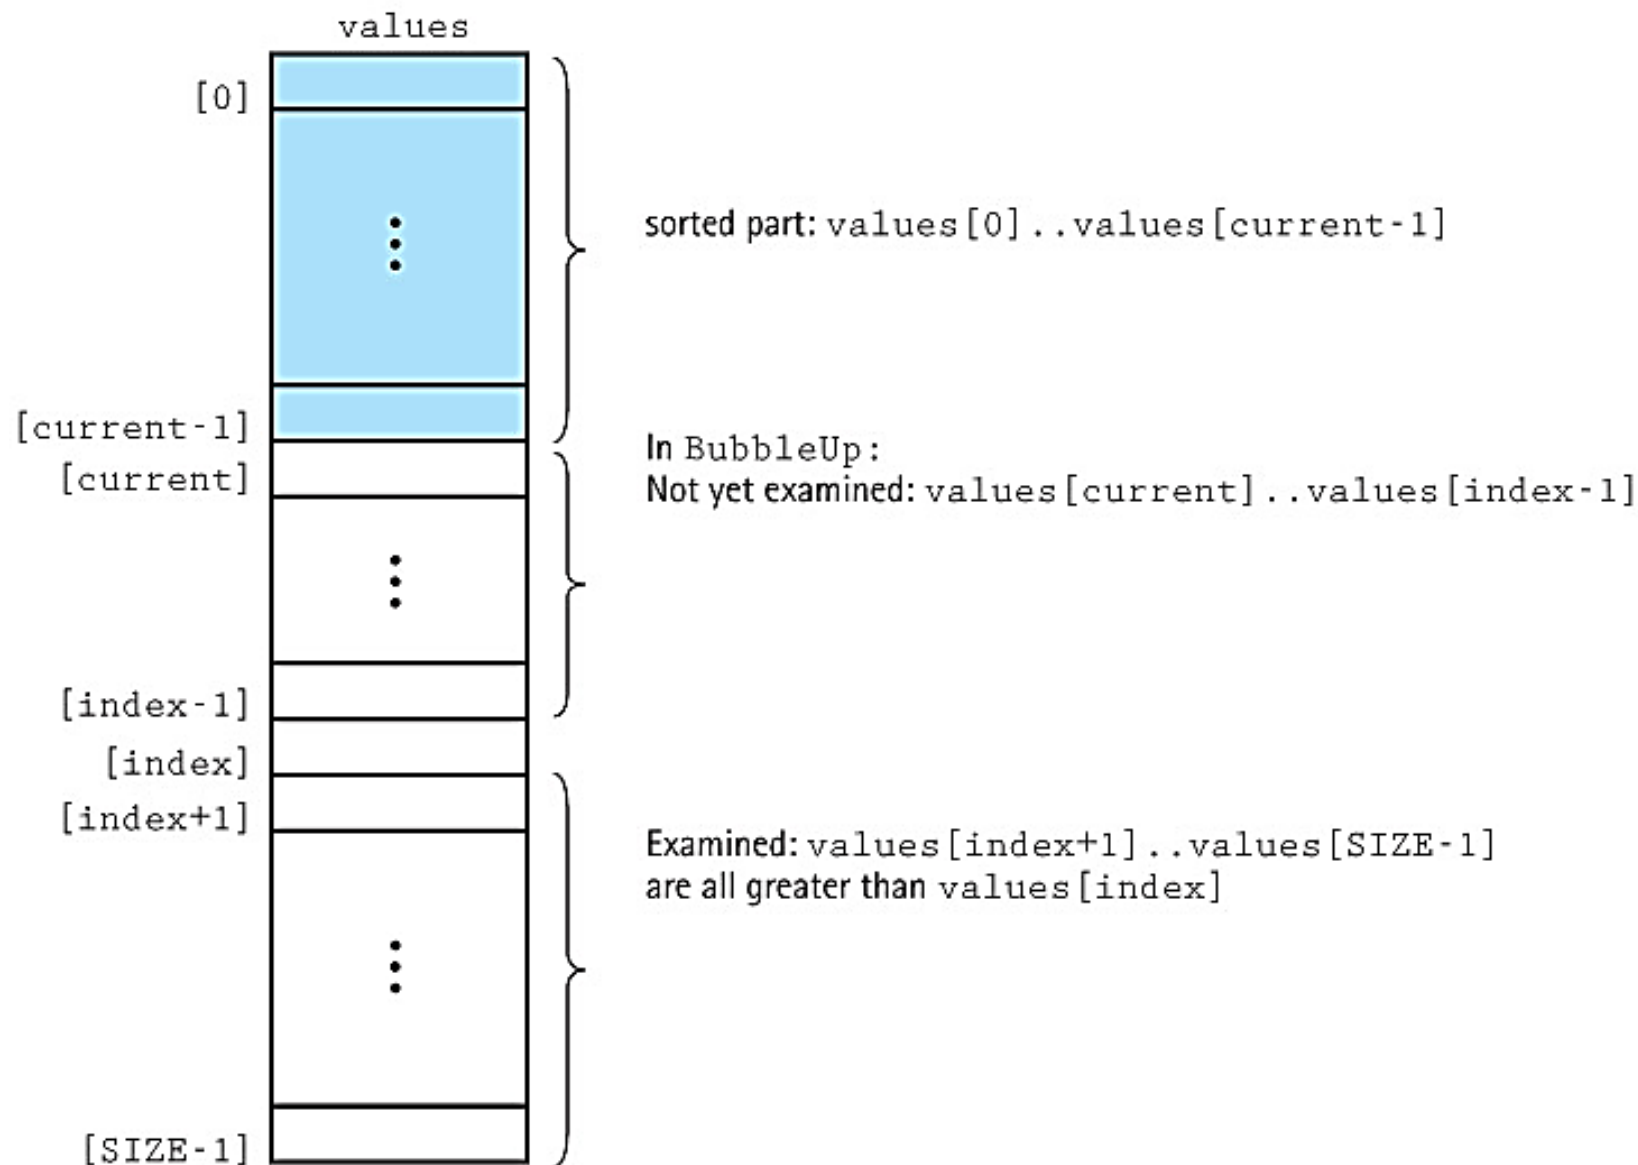 values
[0]
sorted part: values[0]..values[current-1]
[current-1]
[current]
In BubbleUp:
Not yet examined: values[current]..values[index-1]
[index-1]
[index]
[index+1]
Examined: values[index+1]..values[SIZE-1]
are all greater than values[index]
[SIZE-1]